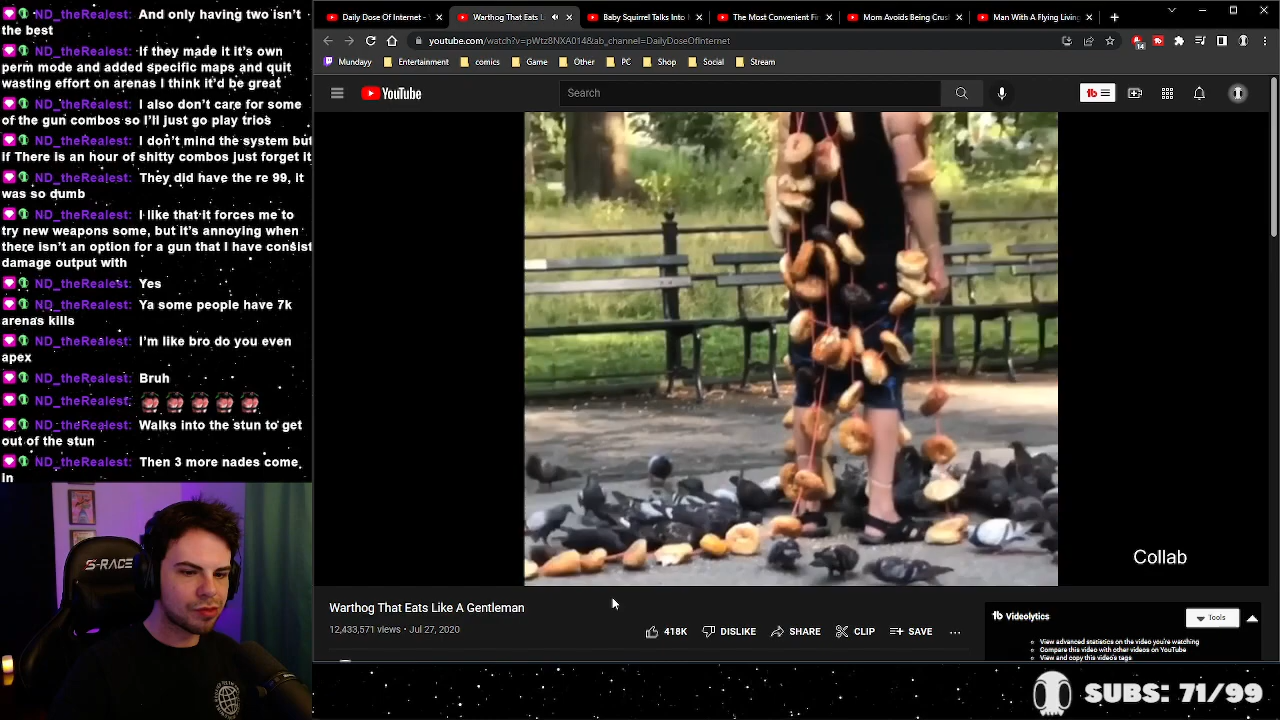 ND_theRealest: And only having two isn't
the best
ND_theRealest: If they made it it's own
perm mode and added specific maps and quit
wasting effort on arenas I think it'd be great
ND_theRealest: I also don't care for some
of the gun combos so I'll just go play trios
ND_theRealest: I don't mind the system but
if There is an hour of shitty combos just forget it
ND_theRealest: They did have the re 99, it
was so dumb
ND_theRealest: I like that it forces me to
try new weapons some, but it's annoying when
there isn't an option for a gun that I have consist
damage output with
ND_theRealest: Yes
ND_theRealest: Ya some people have 7k
arenas kills
ND_theRealest: I'm like bro do you even
apex
ND_theRealest: Bruh
ND_theRealest:
ND_theRealest: Walks into the stun to get
out of the stun
ND_theRealest: Then 3 more nades come
in
S-RACE
Daily Dose Of Internet -
Warthog That Eats L
Baby Squirrel Talks Into
The Most Convenient Fi
Mom Avoids Being Crus
Man With A Flying Living
youtube.com/watch?v=pWtz8NXA014&ab_channel=DailyDoseOfInternet
14
Munday
Entertainment
comics
Game
Other
PC
Shop
Social
Stream
YouTube
Search
tb
Collab
Warthog That Eats Like A Gentleman
12,433,571 views • Jul 27, 2020
418K
DISLIKE
SHARE
CLIP
SAVE
tb Videolytics
Tools
View advanced statistics on the video you're watching
Compare this video with other videos on YouTube
View and copy this video's tags
SUBS: 71/99